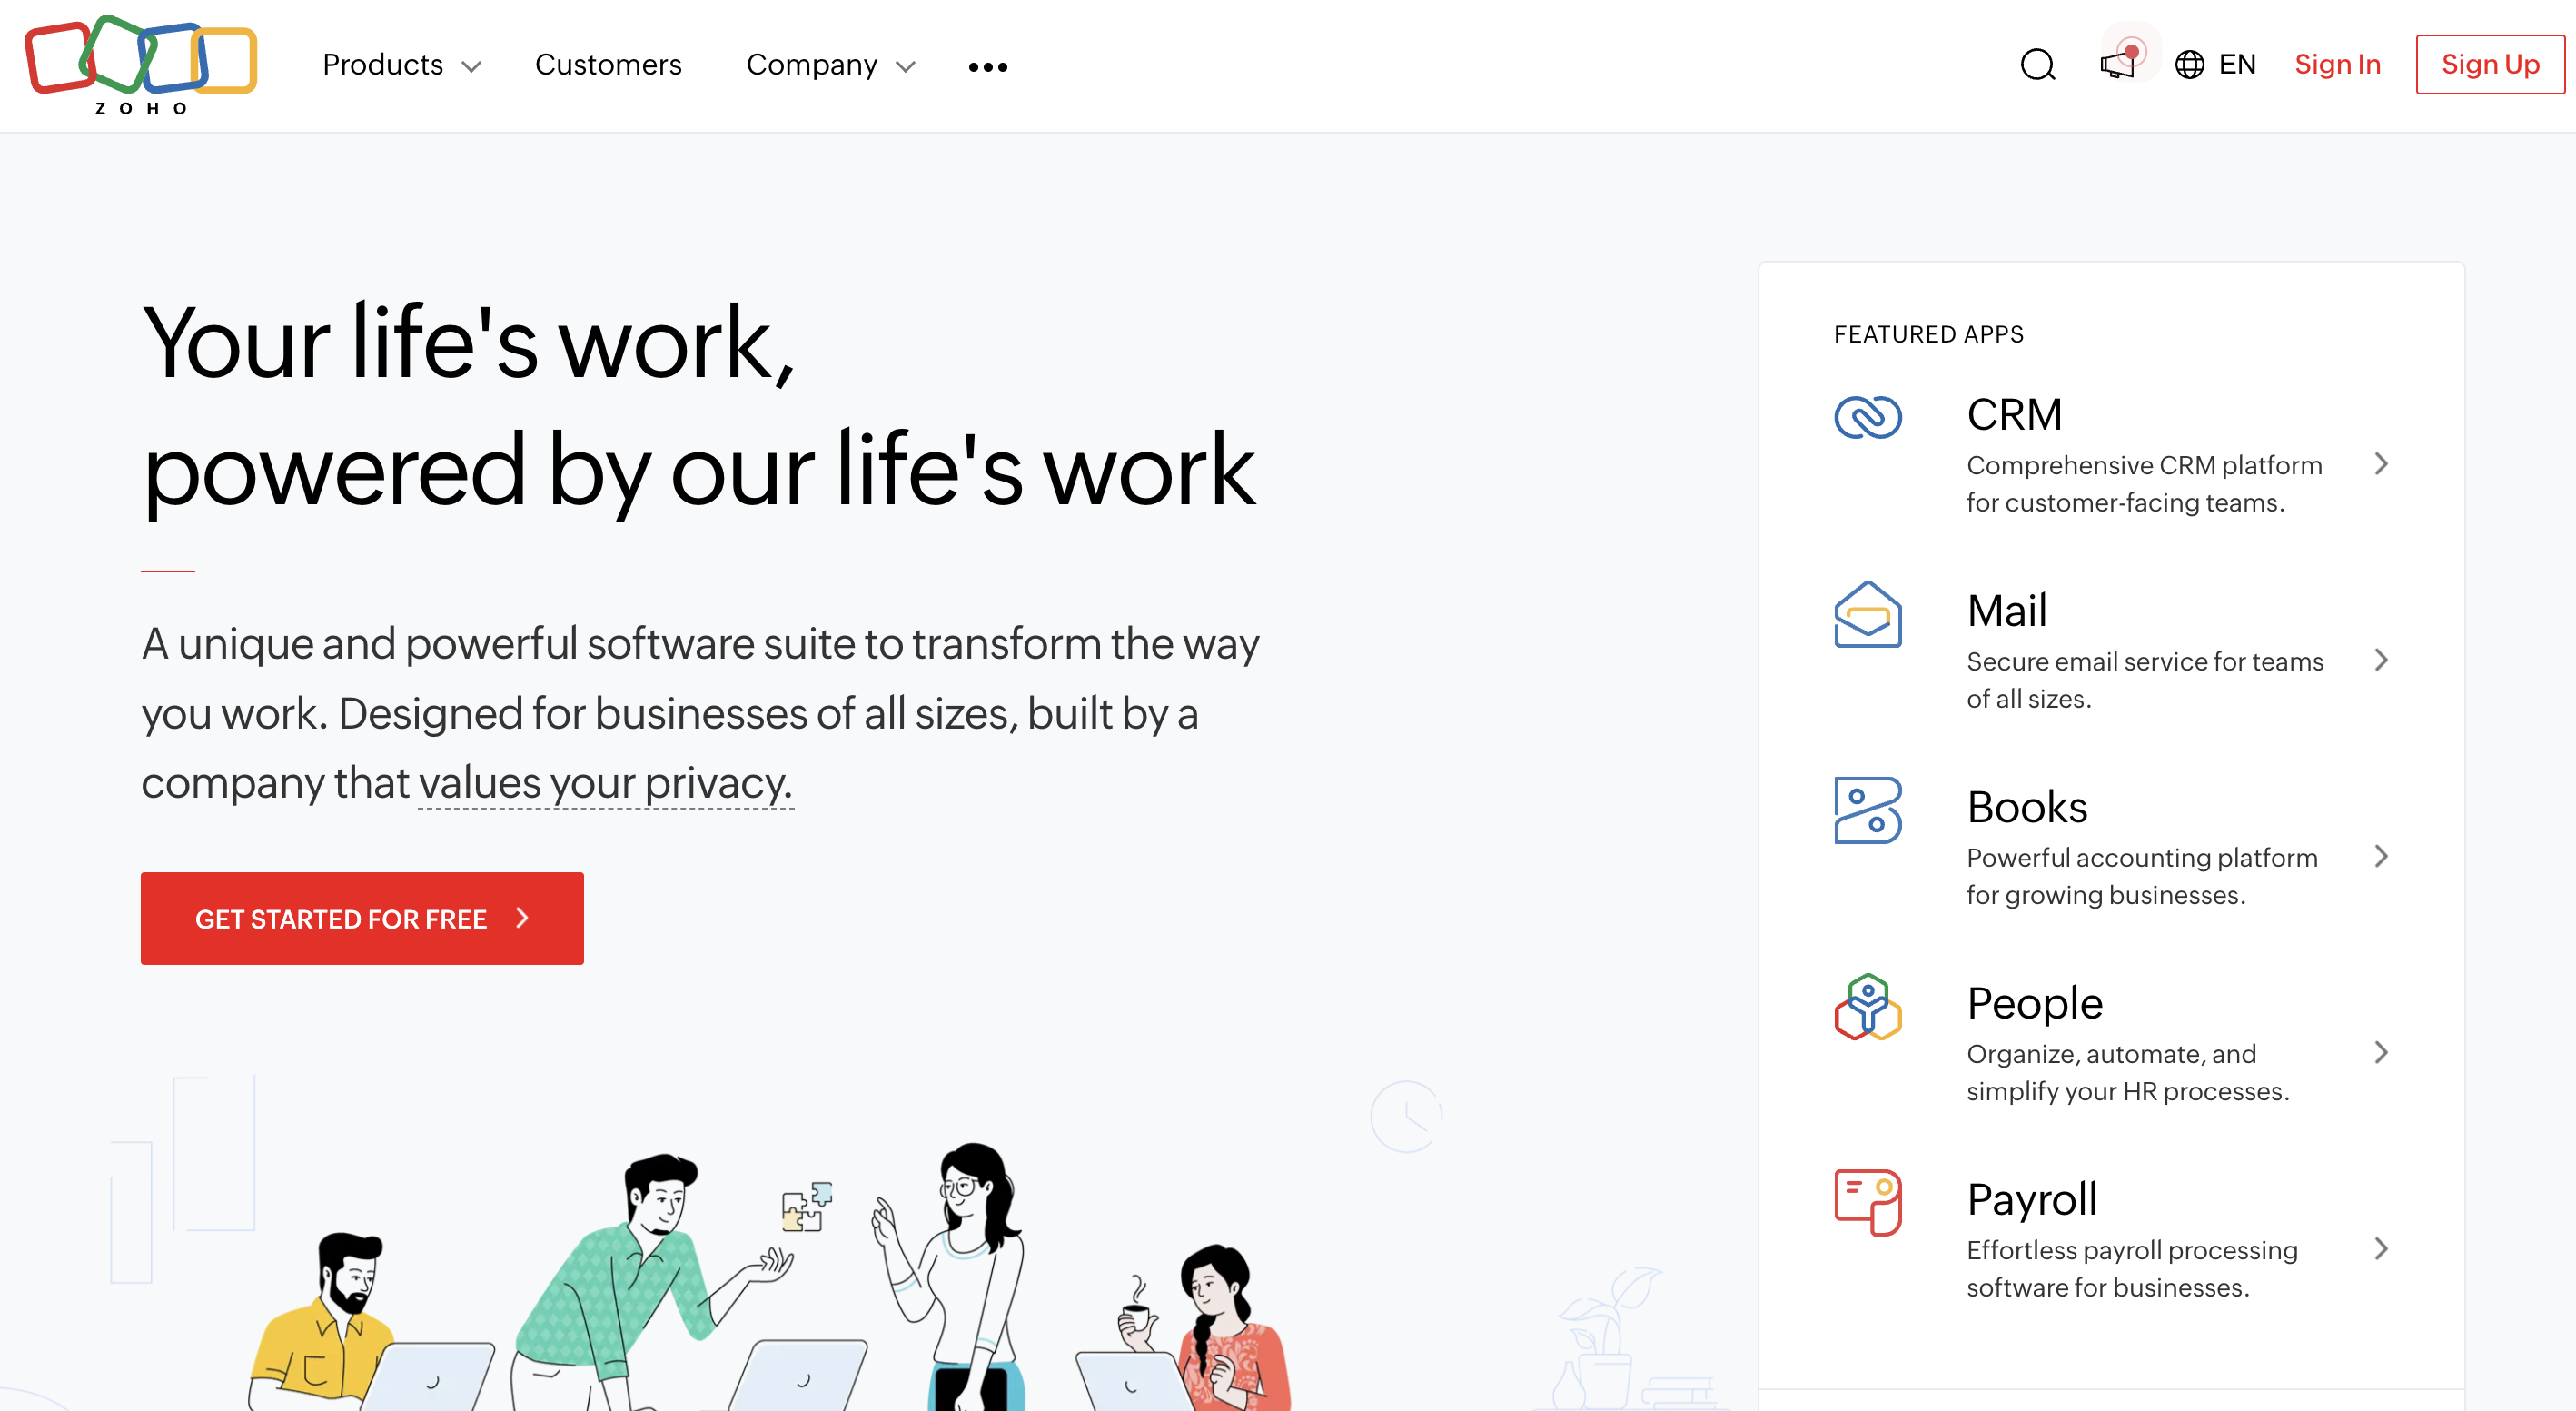 ZOHO
Products
Customers
Company
EN
Sign In
Sign Up
Your life's work,
powered by our life's work
A unique and powerful software suite to transform the way
you work. Designed for businesses of all sizes, built by a
company that values your privacy.
GET STARTED FOR FREE
FEATURED APPS
CRM
Comprehensive CRM platform
for customer-facing teams.
Mail
Secure email service for teams
of all sizes.
Books
Powerful accounting platform
for growing businesses.
People
Organize, automate, and
simplify your HR processes.
Payroll
Effortless payroll processing
software for businesses.